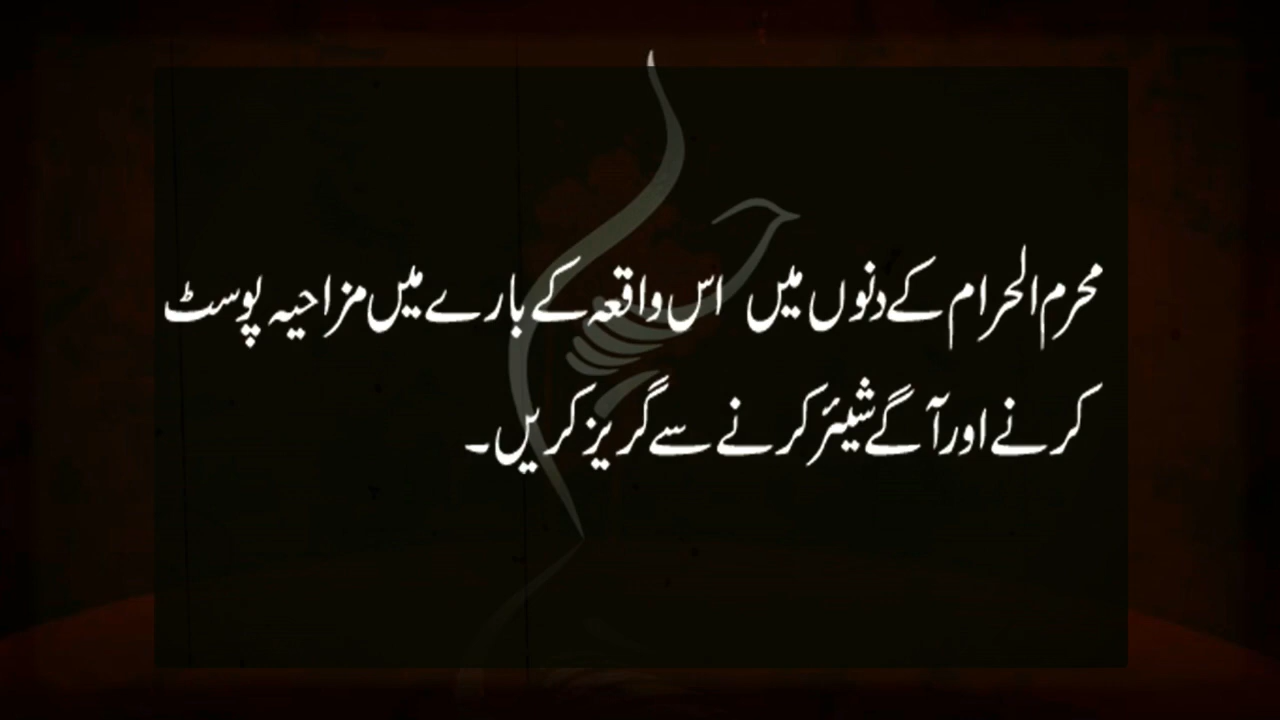 محرم الحرام کے دنوں میں اس واقعہ کے بارے میں مزاحیہ پوسٹ
کرنے اور آگے شیئر کرنے سے گریز کریں۔